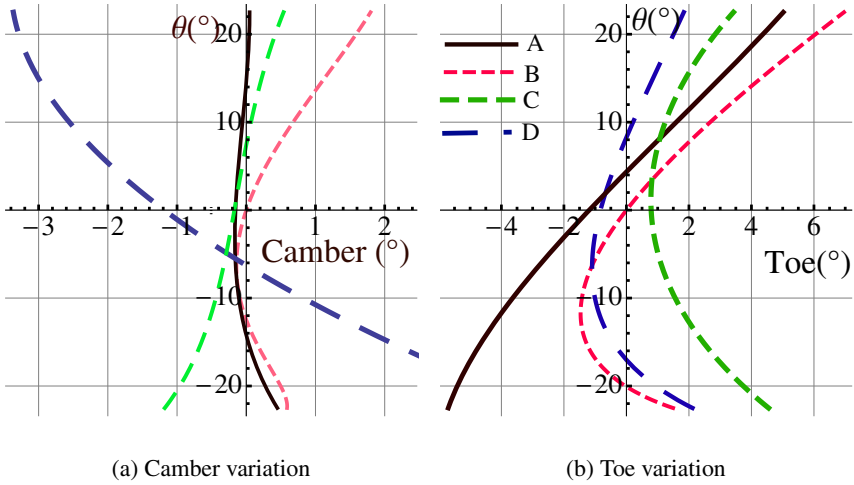 θ(°)
20
10
−3 −2 −1 1 2
Camber (°)
−10
−20
(a) Camber variation
θ(°)
20
A
B
10
C
D
−4 −2 2 4 6
Toe(°)
−10
−20
(b) Toe variation